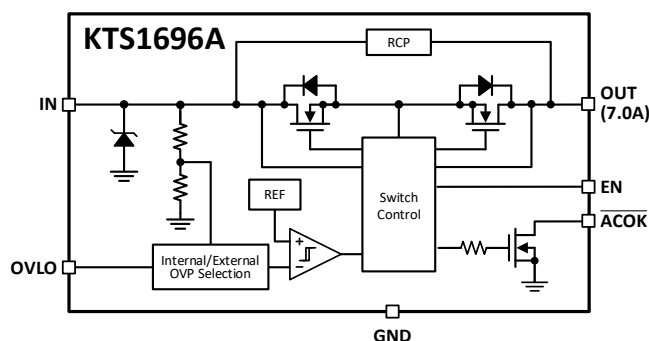 KTS1696A
RCP
IN
OUT
(7.0A)
REF
Switch
Control
EN
ACOK
+
−
OVLO
Internal/External
OVP Selection
GND